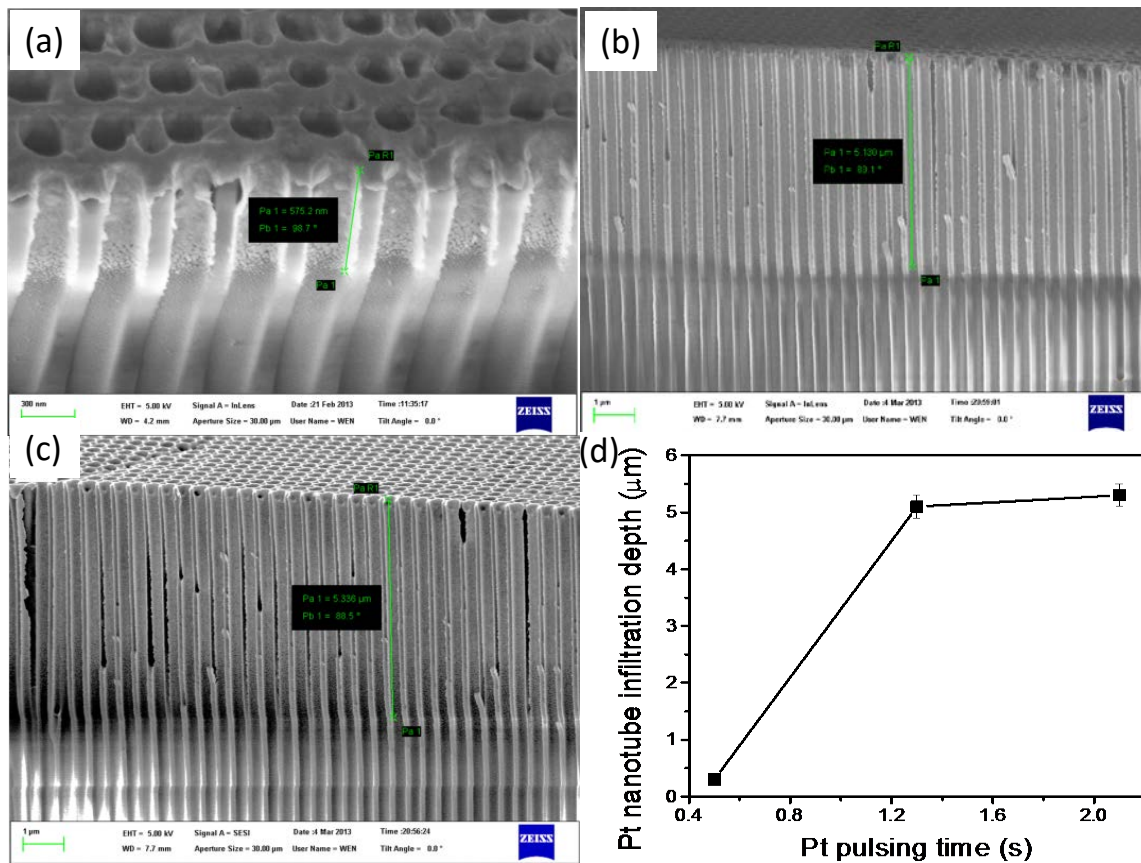 (a)
Pa R1
Pa 1 = 575.2 nm
Pb 1 = 98.7 °
Pa 1
300 nm
EHT = 5.00 kV Signal A = InLens Date :21 Feb 2013 Time :11:35:17
WD = 4.2 mm Aperture Size = 30.00 µm User Name = WEN Tilt Angle = 0.0 °
ZEISS
(b)
Pa R1
Pa 1 = 5.130 µm
Pb 1 = 83.1 °
Pa 1
1 µm
EHT = 5.00 kV Signal A = InLens Date :4 Mar 2013 Time :20:59:01
WD = 7.7 mm Aperture Size = 30.00 µm User Name = WEN Tilt Angle = 0.0 °
ZEISS
(c)
Pa R1
Pa 1 = 5.336 µm
Pb 1 = 88.5 °
Pa 1
1 µm
EHT = 5.00 kV Signal A = SESI Date :4 Mar 2013 Time :20:56:24
WD = 7.7 mm Aperture Size = 30.00 µm User Name = WEN Tilt Angle = 0.0 °
ZEISS
(d)
Pt nanotube infiltration depth (µm)
6
5
4
3
2
1
0
0.4 0.8 1.2 1.6 2.0
Pt pulsing time (s)